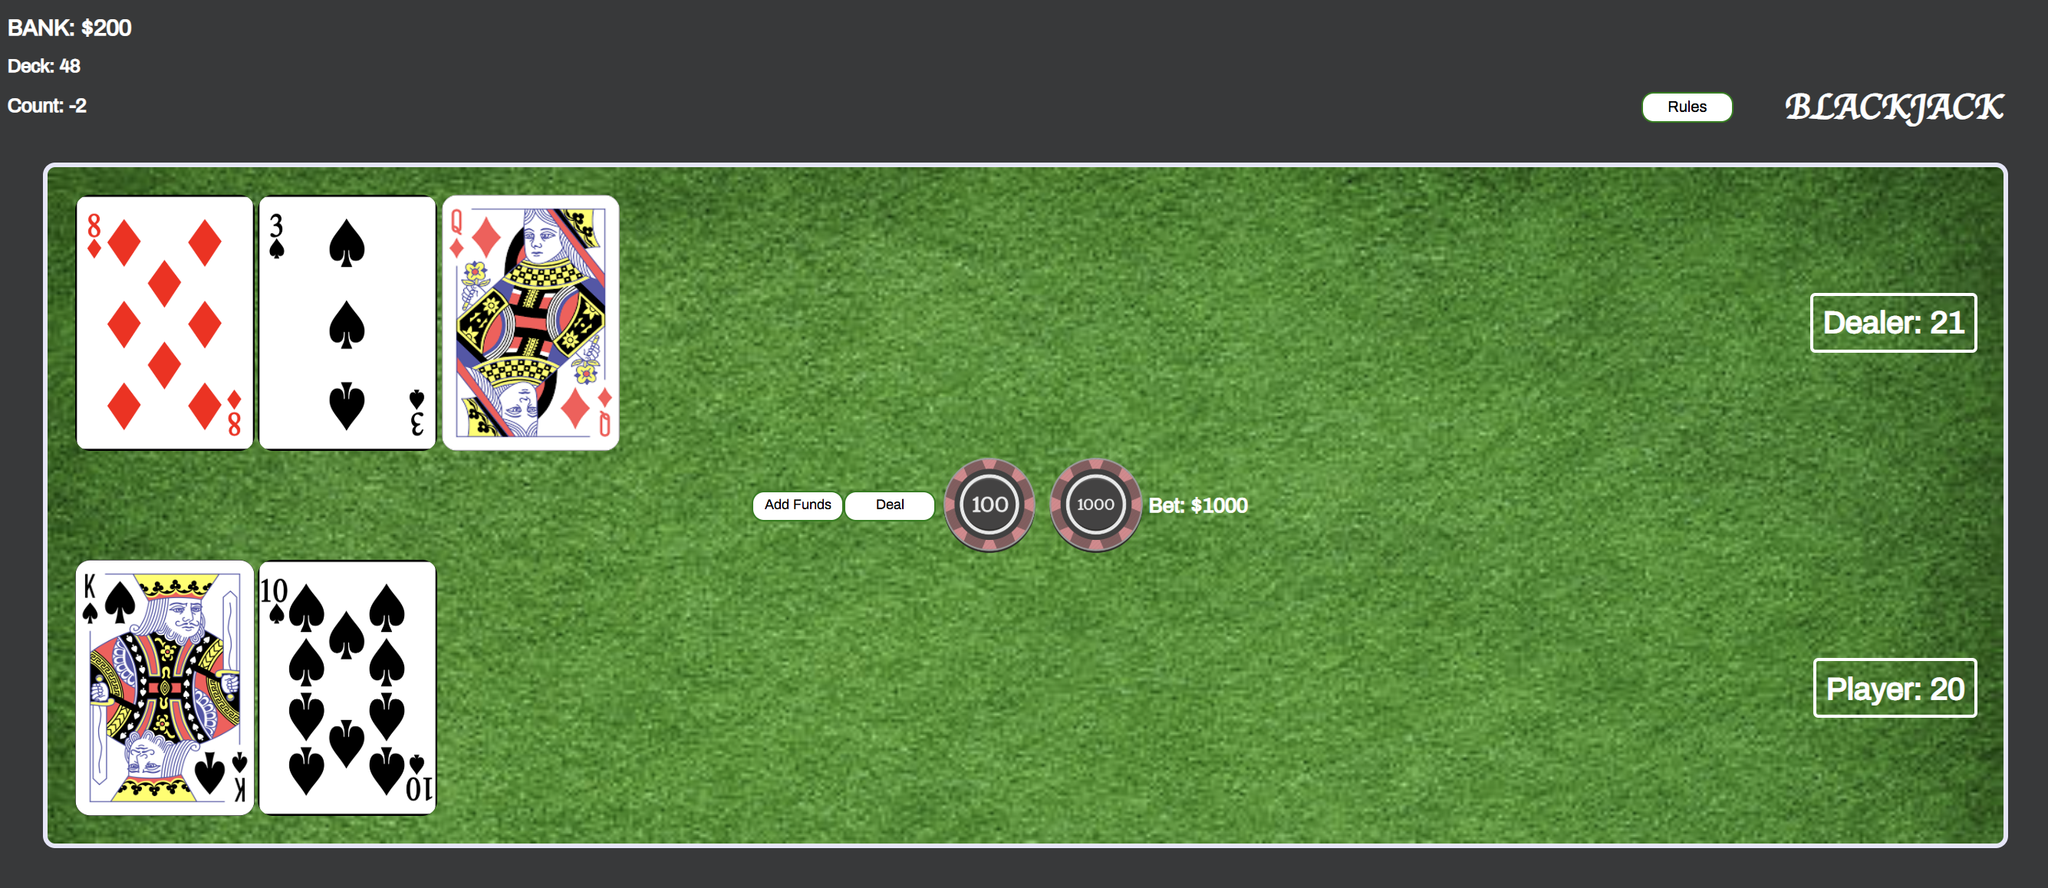 BANK: $200
Deck: 48
Count: -2
Rules
BLACKJACK
8
8
3
3
Q
Q
Dealer: 21
Add Funds
Deal
100
1000
Bet: $1000
K
K
10
10
Player: 20